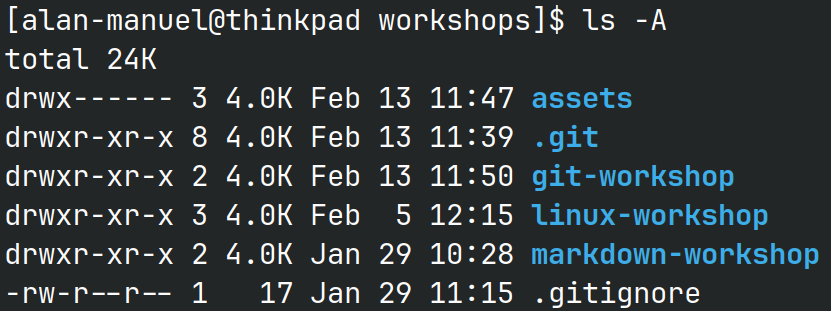 [alan-manuel@thinkpad workshops]$ ls -A
total 24K
drwx------ 3 4.0K Feb 13 11:47 assets
drwxr-xr-x 8 4.0K Feb 13 11:39 .git
drwxr-xr-x 2 4.0K Feb 13 11:50 git-workshop
drwxr-xr-x 3 4.0K Feb  5 12:15 linux-workshop
drwxr-xr-x 2 4.0K Jan 29 10:28 markdown-workshop
-rw-r--r-- 1   17 Jan 29 11:15 .gitignore